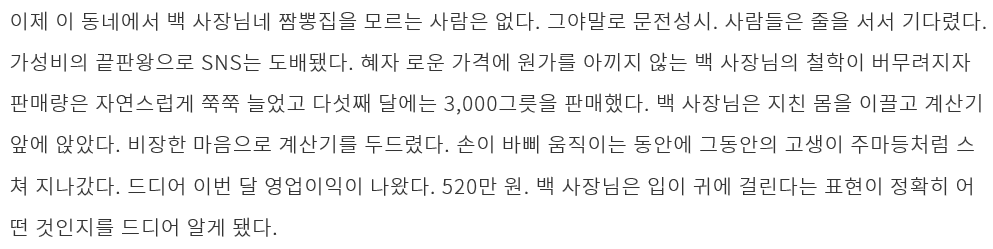 이제 이 동네에서 백 사장님네 짬뽕집을 모르는 사람은 없다. 그야말로 문전성시. 사람들은 줄을 서서 기다렸다.
가성비의 끝판왕으로 SNS는 도배됐다. 혜자 로운 가격에 원가를 아끼지 않는 백 사장님의 철학이 버무려지자
판매량은 자연스럽게 쭉쭉 늘었고 다섯째 달에는 3,000그릇을 판매했다. 백 사장님은 지친 몸을 이끌고 계산기
앞에 앉았다. 비장한 마음으로 계산기를 두드렸다. 손이 바삐 움직이는 동안에 그동안의 고생이 주마등처럼 스
쳐 지나갔다. 드디어 이번 달 영업이익이 나왔다. 520만 원. 백 사장님은 입이 귀에 걸린다는 표현이 정확히 어
떤 것인지를 드디어 알게 됐다.